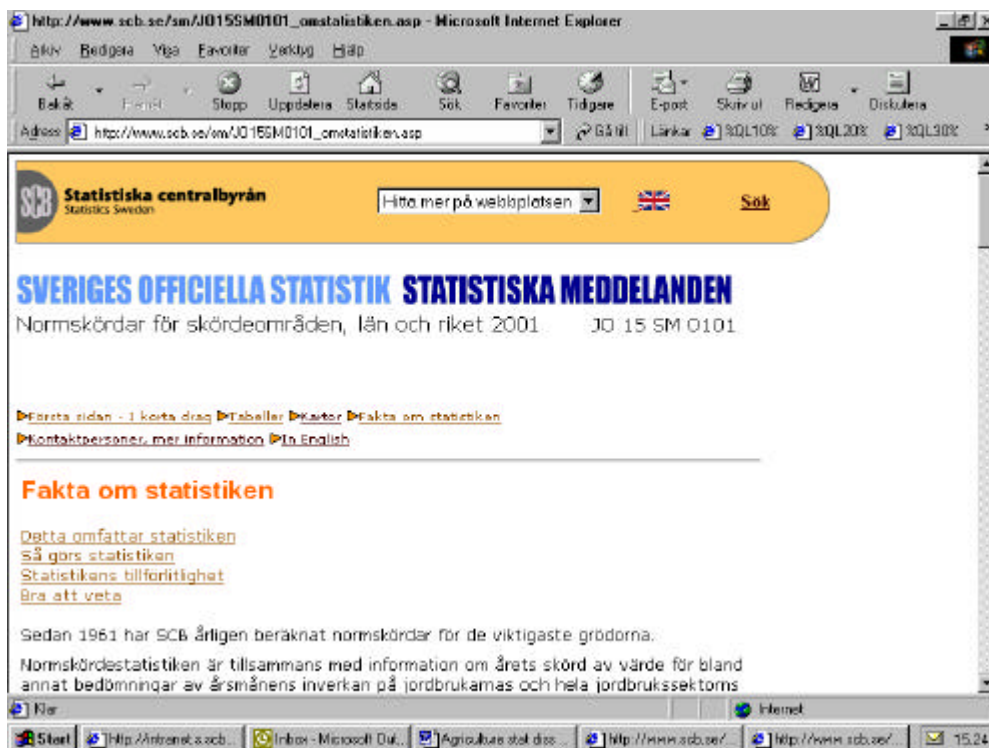 http://www.scb.se/sm/JO15SM0101_omstatistiken.asp - Microsoft Internet Explorer
Arkiv Redigera Visa Favoriter Verktyg Hjälp
Bakåt Framåt Stopp Uppdatera Startsida Sök Favoriter Tidigare E-post Skriv ut Redigera Diskutera
Adress http://www.scb.se/sm/JO15SM0101_omstatistiken.asp Gå till Länkar %QL10% %QL20% %QL30%
SCB Statistiska centralbyrån Hitta mer på webbplatsen Sök
Statistics Sweden
SVERIGES OFFICIELLA STATISTIK STATISTISKA MEDDELANDEN
Normskördar för skördeområden, län och riket 2001 JO 15 SM 0101
Första sidan - I korta drag Tabeller Kartor Fakta om statistiken
Kontaktpersoner, mer information In English
Fakta om statistiken
Detta omfattar statistiken
Så görs statistiken
Statistikens tillförlitlighet
Bra att veta
Sedan 1961 har SCB årligen beräknat normskördar för de viktigaste grödorna.
Normskördestatistiken är tillsammans med information om årets skörd av värde för bland
annat bedömningar av årsmånens inverkan på jordbrukarnas och hela jordbrukssektorns
Klar Internet
Start http://intranet.scb... Inbox - Microsoft Out... Agriculture stat diss... http://www.scb.se/... http://www.scb.se/... 15.24